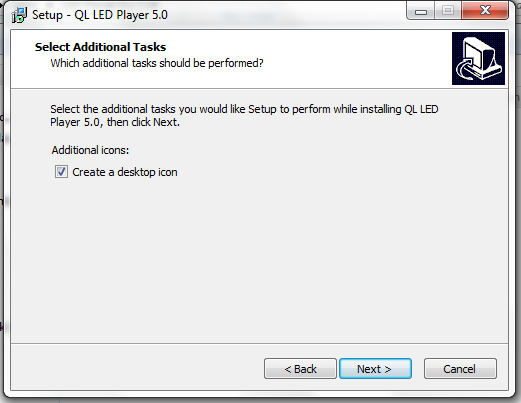 Setup - QL LED Player 5.0
Select Additional Tasks
Which additional tasks should be performed?
Select the additional tasks you would like Setup to perform while installing QL LED
Player 5.0, then click Next.
Additional icons:
Create a desktop icon
< Back
Next >
Cancel